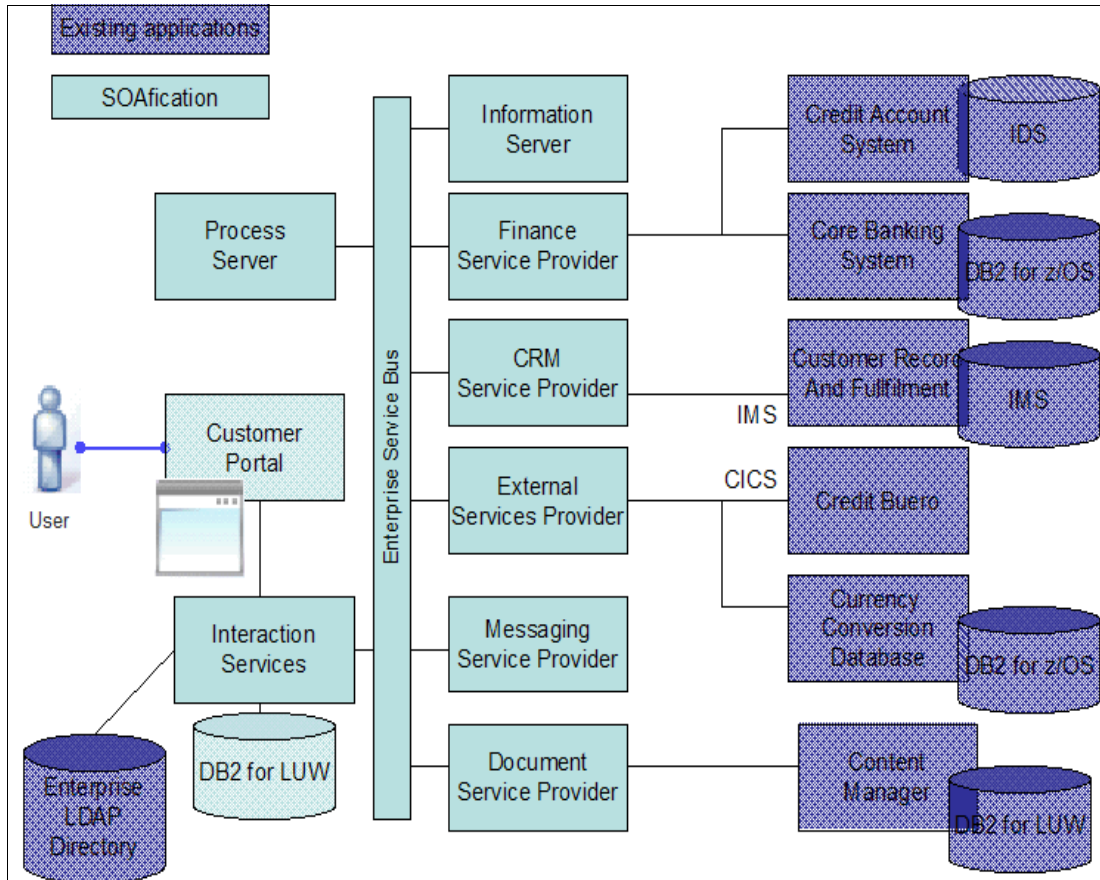 Existing applications
SOAfication
Information
Server
Credit Account
System
IDS
Process
Server
Finance
Service Provider
Core Banking
System
DB2 for z/OS
Enterprise Service Bus
CRM
Service Provider
IMS
Customer Record
And Fullfilment
IMS
User
Customer
Portal
External
Services Provider
CICS
Credit Buero
Interaction
Services
Messaging
Service Provider
Currency
Conversion
Database
DB2 for z/OS
Enterprise
LDAP
Directory
DB2 for LUW
Document
Service Provider
Content
Manager
DB2 for LUW